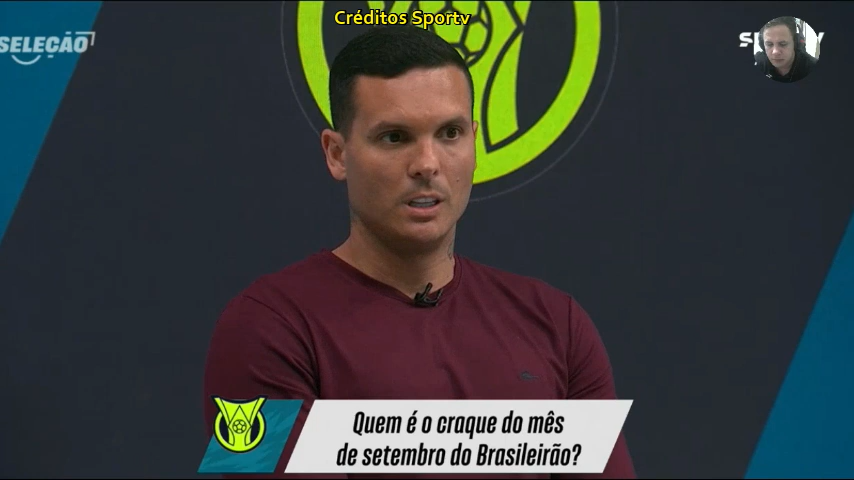 Créditos Sportv
SELEÇÃO
Quem é o craque do mês
de setembro do Brasileirão?